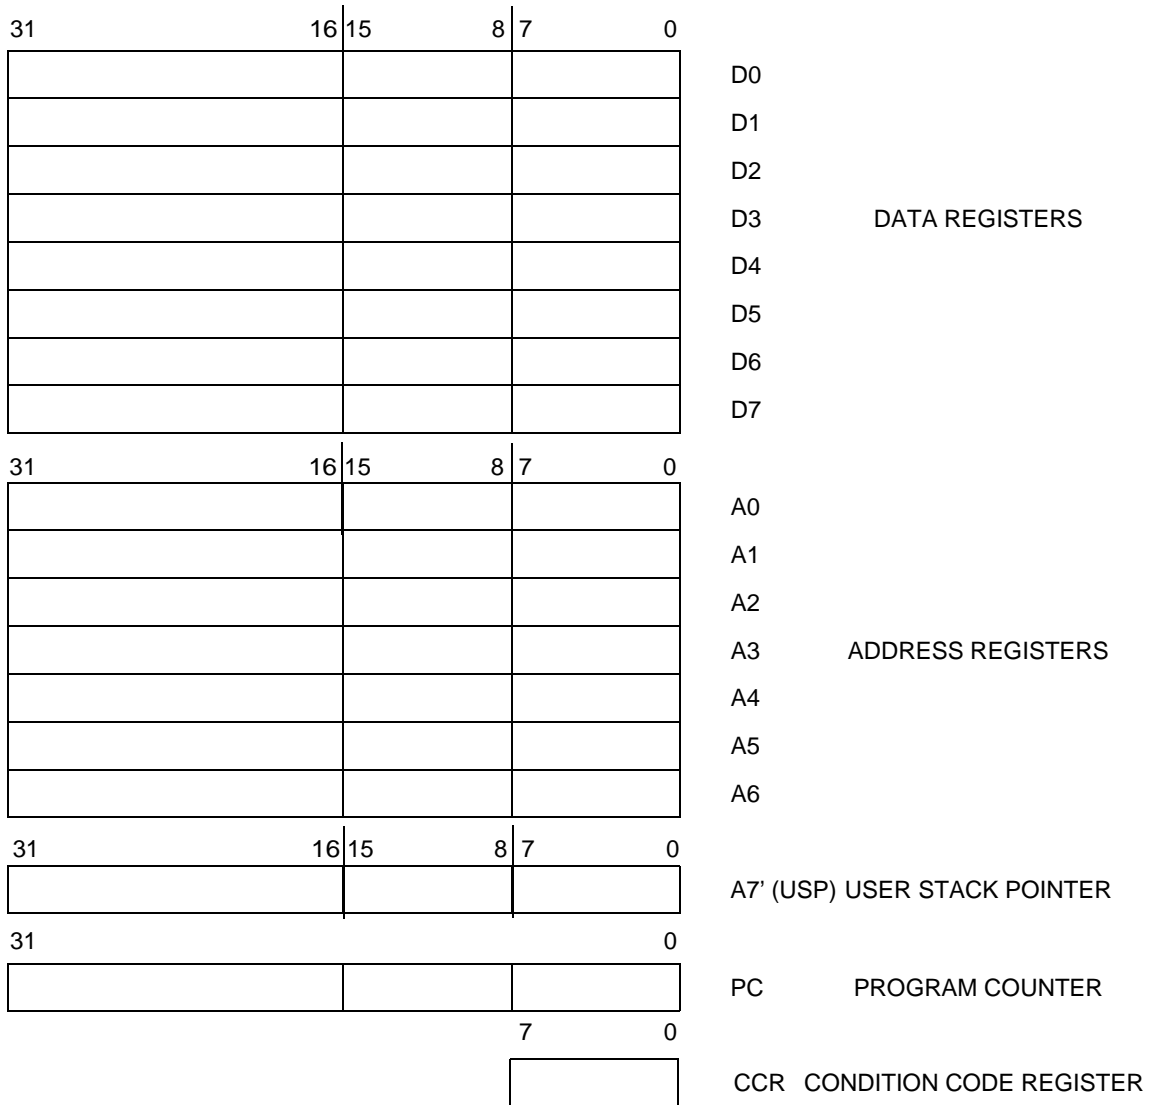 31 16 15 8 7 0
D0
D1
D2
D3 DATA REGISTERS
D4
D5
D6
D7
31 16 15 8 7 0
A0
A1
A2
A3 ADDRESS REGISTERS
A4
A5
A6
31 16 15 8 7 0
A7’ (USP) USER STACK POINTER
31 0
PC PROGRAM COUNTER
7 0
CCR CONDITION CODE REGISTER